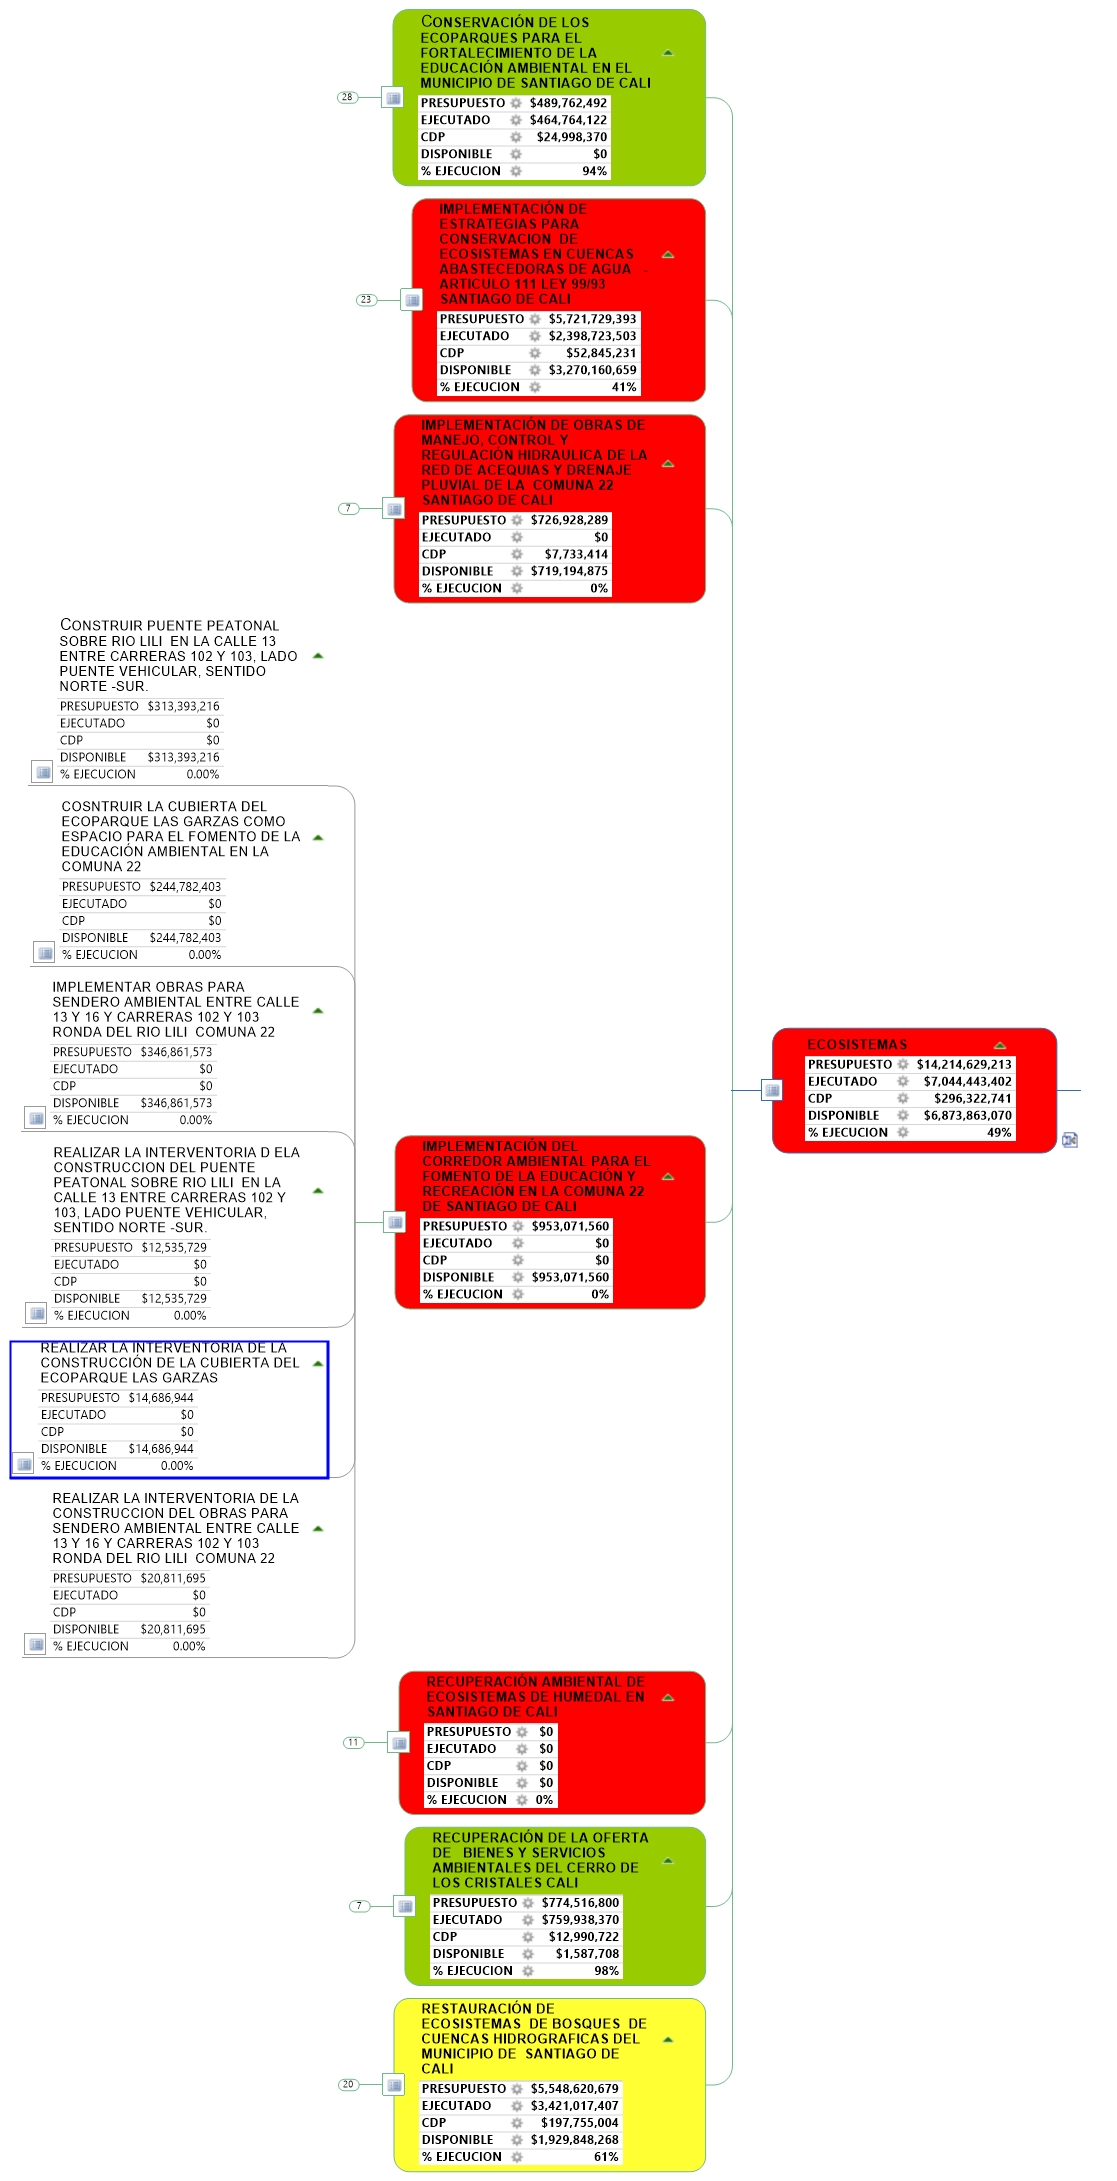 CONSERVACIÓN DE LOS
ECOPARQUES PARA EL
FORTALECIMIENTO DE LA
EDUCACIÓN AMBIENTAL EN EL
MUNICIPIO DE SANTIAGO DE CALI
28
PRESUPUESTO $489,762,492
EJECUTADO $464,764,122
CDP $24,998,370
DISPONIBLE $0
% EJECUCION 94%
IMPLEMENTACIÓN DE
ESTRATEGIAS PARA
CONSERVACION DE
ECOSISTEMAS EN CUENCAS
ABASTECEDORAS DE AGUA -
ARTICULO 111 LEY 99/93
SANTIAGO DE CALI
23
PRESUPUESTO $5,721,729,393
EJECUTADO $2,398,723,503
CDP $52,845,231
DISPONIBLE $3,270,160,659
% EJECUCION 41%
IMPLEMENTACIÓN DE OBRAS DE
MANEJO, CONTROL Y
REGULACIÓN HIDRAULICA DE LA
RED DE ACEQUIAS Y DRENAJE
PLUVIAL DE LA COMUNA 22
SANTIAGO DE CALI
7
PRESUPUESTO $726,928,289
EJECUTADO $0
CDP $7,733,414
DISPONIBLE $719,194,875
% EJECUCION 0%
CONSTRUIR PUENTE PEATONAL
SOBRE RIO LILI EN LA CALLE 13
ENTRE CARRERAS 102 Y 103, LADO
PUENTE VEHICULAR, SENTIDO
NORTE -SUR.
PRESUPUESTO $313,393,216
EJECUTADO $0
CDP $0
DISPONIBLE $313,393,216
% EJECUCION 0.00%
COSNTRUIR LA CUBIERTA DEL
ECOPARQUE LAS GARZAS COMO
ESPACIO PARA EL FOMENTO DE LA
EDUCACIÓN AMBIENTAL EN LA
COMUNA 22
PRESUPUESTO $244,782,403
EJECUTADO $0
CDP $0
DISPONIBLE $244,782,403
% EJECUCION 0.00%
IMPLEMENTAR OBRAS PARA
SENDERO AMBIENTAL ENTRE CALLE
13 Y 16 Y CARRERAS 102 Y 103
RONDA DEL RIO LILI COMUNA 22
PRESUPUESTO $346,861,573
EJECUTADO $0
CDP $0
DISPONIBLE $346,861,573
% EJECUCION 0.00%
REALIZAR LA INTERVENTORIA D ELA
CONSTRUCCION DEL PUENTE
PEATONAL SOBRE RIO LILI EN LA
CALLE 13 ENTRE CARRERAS 102 Y
103, LADO PUENTE VEHICULAR,
SENTIDO NORTE -SUR.
PRESUPUESTO $12,535,729
EJECUTADO $0
CDP $0
DISPONIBLE $12,535,729
% EJECUCION 0.00%
REALIZAR LA INTERVENTORIA DE LA
CONSTRUCCIÓN DE LA CUBIERTA DEL
ECOPARQUE LAS GARZAS
PRESUPUESTO $14,686,944
EJECUTADO $0
CDP $0
DISPONIBLE $14,686,944
% EJECUCION 0.00%
REALIZAR LA INTERVENTORIA DE LA
CONSTRUCCION DEL OBRAS PARA
SENDERO AMBIENTAL ENTRE CALLE
13 Y 16 Y CARRERAS 102 Y 103
RONDA DEL RIO LILI COMUNA 22
PRESUPUESTO $20,811,695
EJECUTADO $0
CDP $0
DISPONIBLE $20,811,695
% EJECUCION 0.00%
IMPLEMENTACIÓN DEL
CORREDOR AMBIENTAL PARA EL
FOMENTO DE LA EDUCACIÓN Y
RECREACIÓN EN LA COMUNA 22
DE SANTIAGO DE CALI
PRESUPUESTO $953,071,560
EJECUTADO $0
CDP $0
DISPONIBLE $953,071,560
% EJECUCION 0%
ECOSISTEMAS
PRESUPUESTO $14,214,629,213
EJECUTADO $7,044,443,402
CDP $296,322,741
DISPONIBLE $6,873,863,070
% EJECUCION 49%
RECUPERACIÓN AMBIENTAL DE
ECOSISTEMAS DE HUMEDAL EN
SANTIAGO DE CALI
11
PRESUPUESTO $0
EJECUTADO $0
CDP $0
DISPONIBLE $0
% EJECUCION 0%
RECUPERACIÓN DE LA OFERTA
DE BIENES Y SERVICIOS
AMBIENTALES DEL CERRO DE
LOS CRISTALES CALI
7
PRESUPUESTO $774,516,800
EJECUTADO $759,938,370
CDP $12,990,722
DISPONIBLE $1,587,708
% EJECUCION 98%
RESTAURACIÓN DE
ECOSISTEMAS DE BOSQUES DE
CUENCAS HIDROGRAFICAS DEL
MUNICIPIO DE SANTIAGO DE
CALI
20
PRESUPUESTO $5,548,620,679
EJECUTADO $3,421,017,407
CDP $197,755,004
DISPONIBLE $1,929,848,268
% EJECUCION 61%